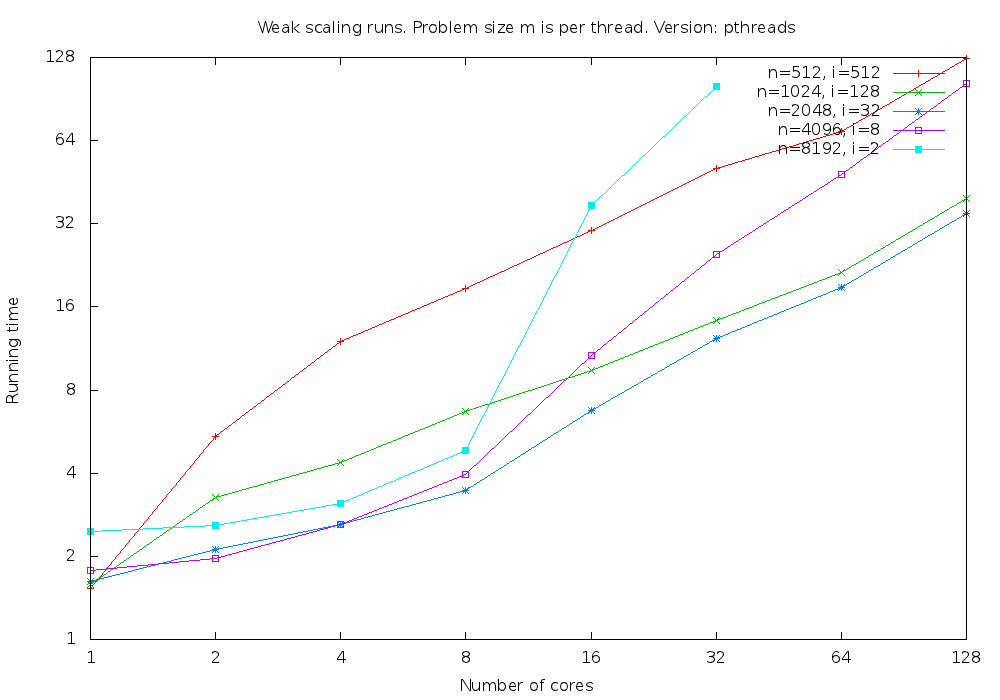 Weak scaling runs. Problem size m is per thread. Version: pthreads
128
64
32
16
8
4
2
1
Running time
n=512, i=512
n=1024, i=128
n=2048, i=32
n=4096, i=8
n=8192, i=2
1 2 4 8 16 32 64 128
Number of cores